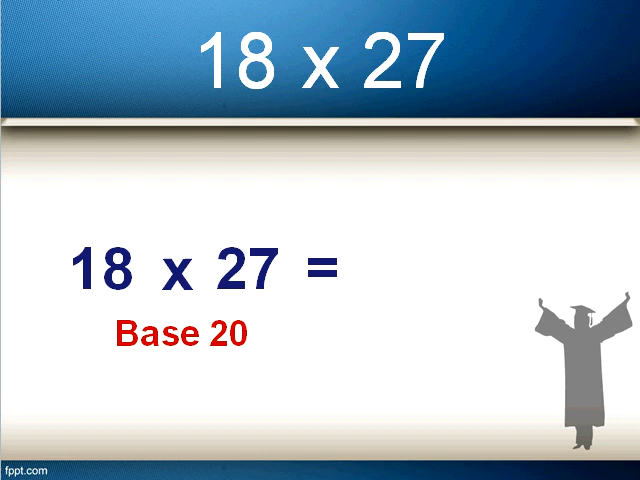 18 x 27
18 x 27 =
Base 20
fppt.com